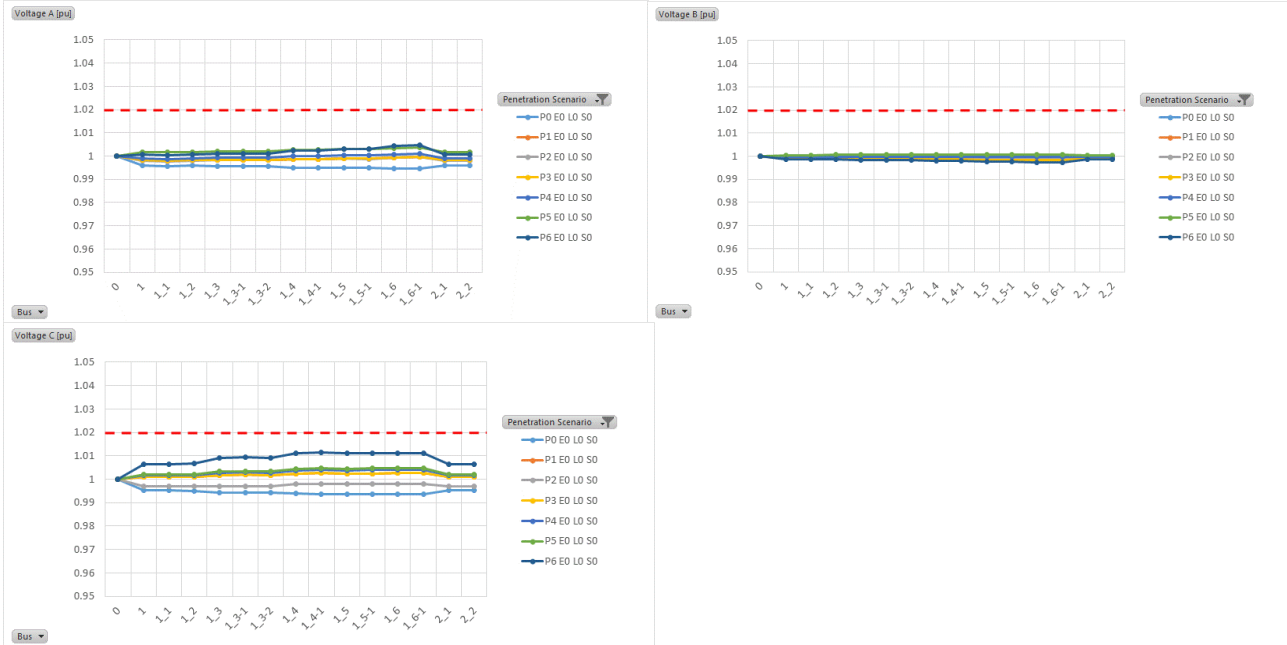 Voltage A [pu]
1.05
1.04
1.03
1.02
1.01
1
0.99
0.98
0.97
0.96
0.95
0 1 1_1 1_2 1_3 1_3-1 1_3-2 1_4 1_4-1 1_5 1_5-1 1_6 1_6-1 2_1 2_2
Penetration Scenario
P0 E0 L0 S0
P1 E0 L0 S0
P2 E0 L0 S0
P3 E0 L0 S0
P4 E0 L0 S0
P5 E0 L0 S0
P6 E0 L0 S0
Bus
Voltage B [pu]
1.05
1.04
1.03
1.02
1.01
1
0.99
0.98
0.97
0.96
0.95
0 1 1_1 1_2 1_3 1_3-1 1_3-2 1_4 1_4-1 1_5 1_5-1 1_6 1_6-1 2_1 2_2
Penetration Scenario
P0 E0 L0 S0
P1 E0 L0 S0
P2 E0 L0 S0
P3 E0 L0 S0
P4 E0 L0 S0
P5 E0 L0 S0
P6 E0 L0 S0
Bus
Voltage C [pu]
1.05
1.04
1.03
1.02
1.01
1
0.99
0.98
0.97
0.96
0.95
0 1 1_1 1_2 1_3 1_3-1 1_3-2 1_4 1_4-1 1_5 1_5-1 1_6 1_6-1 2_1 2_2
Penetration Scenario
P0 E0 L0 S0
P1 E0 L0 S0
P2 E0 L0 S0
P3 E0 L0 S0
P4 E0 L0 S0
P5 E0 L0 S0
P6 E0 L0 S0
Bus